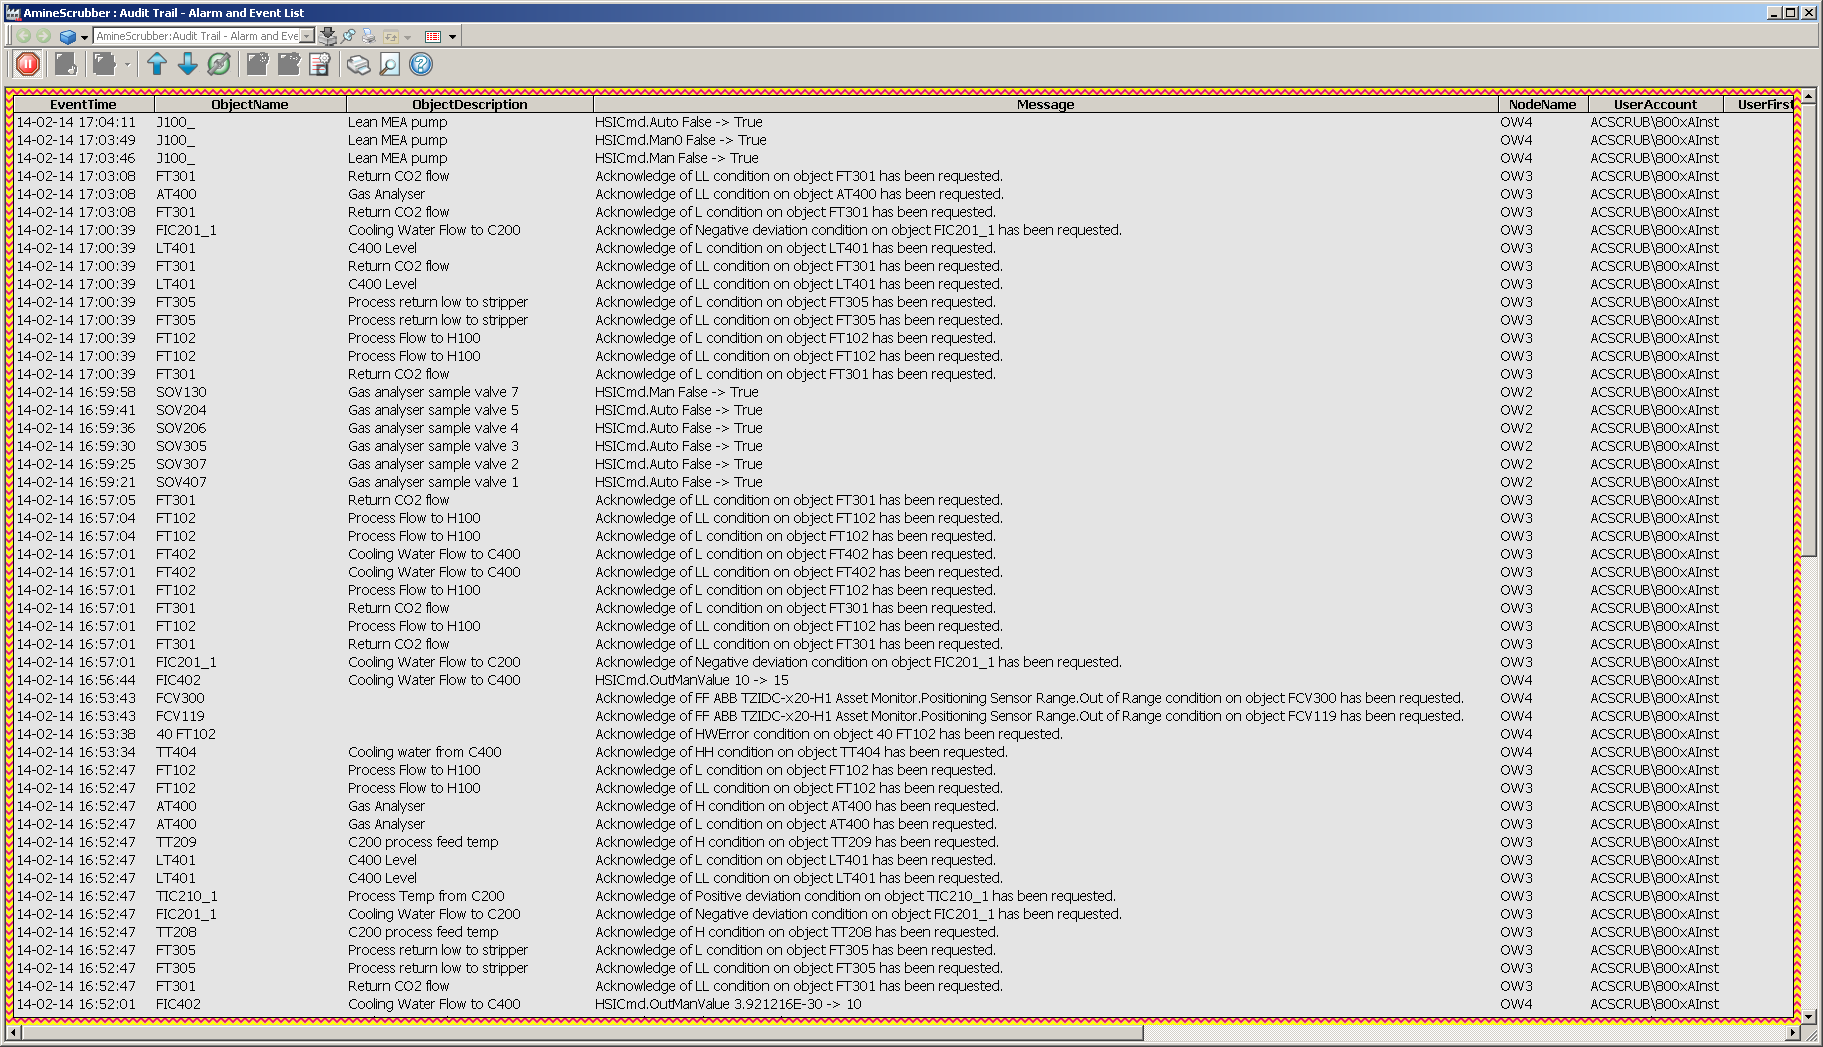 AmineScrubber : Audit Trail - Alarm and Event List
AmineScrubber:Audit Trail - Alarm and Eve
EventTime ObjectName ObjectDescription Message NodeName UserAccount UserFirst
14-02-14 17:04:11 J100_ Lean MEA pump HSICmd.Auto False -> True OW4 ACSCRUB\800xAInst
14-02-14 17:03:49 J100_ Lean MEA pump HSICmd.Man0 False -> True OW4 ACSCRUB\800xAInst
14-02-14 17:03:46 J100_ Lean MEA pump HSICmd.Man False -> True OW4 ACSCRUB\800xAInst
14-02-14 17:03:08 FT301 Return CO2 flow Acknowledge of LL condition on object FT301 has been requested. OW3 ACSCRUB\800xAInst
14-02-14 17:03:08 AT400 Gas Analyser Acknowledge of LL condition on object AT400 has been requested. OW3 ACSCRUB\800xAInst
14-02-14 17:03:08 FT301 Return CO2 flow Acknowledge of L condition on object FT301 has been requested. OW3 ACSCRUB\800xAInst
14-02-14 17:00:39 FIC201_1 Cooling Water Flow to C200 Acknowledge of Negative deviation condition on object FIC201_1 has been requested. OW3 ACSCRUB\800xAInst
14-02-14 17:00:39 LT401 C400 Level Acknowledge of L condition on object LT401 has been requested. OW3 ACSCRUB\800xAInst
14-02-14 17:00:39 FT301 Return CO2 flow Acknowledge of LL condition on object FT301 has been requested. OW3 ACSCRUB\800xAInst
14-02-14 17:00:39 LT401 C400 Level Acknowledge of LL condition on object LT401 has been requested. OW3 ACSCRUB\800xAInst
14-02-14 17:00:39 FT305 Process return low to stripper Acknowledge of L condition on object FT305 has been requested. OW3 ACSCRUB\800xAInst
14-02-14 17:00:39 FT305 Process return low to stripper Acknowledge of LL condition on object FT305 has been requested. OW3 ACSCRUB\800xAInst
14-02-14 17:00:39 FT102 Process Flow to H100 Acknowledge of L condition on object FT102 has been requested. OW3 ACSCRUB\800xAInst
14-02-14 17:00:39 FT102 Process Flow to H100 Acknowledge of LL condition on object FT102 has been requested. OW3 ACSCRUB\800xAInst
14-02-14 17:00:39 FT301 Return CO2 flow Acknowledge of L condition on object FT301 has been requested. OW3 ACSCRUB\800xAInst
14-02-14 16:59:58 SOV130 Gas analyser sample valve 7 HSICmd.Man False -> True OW2 ACSCRUB\800xAInst
14-02-14 16:59:41 SOV204 Gas analyser sample valve 5 HSICmd.Auto False -> True OW2 ACSCRUB\800xAInst
14-02-14 16:59:36 SOV206 Gas analyser sample valve 4 HSICmd.Auto False -> True OW2 ACSCRUB\800xAInst
14-02-14 16:59:30 SOV305 Gas analyser sample valve 3 HSICmd.Auto False -> True OW2 ACSCRUB\800xAInst
14-02-14 16:59:25 SOV307 Gas analyser sample valve 2 HSICmd.Auto False -> True OW2 ACSCRUB\800xAInst
14-02-14 16:59:21 SOV407 Gas analyser sample valve 1 HSICmd.Auto False -> True OW2 ACSCRUB\800xAInst
14-02-14 16:57:05 FT301 Return CO2 flow Acknowledge of LL condition on object FT301 has been requested. OW3 ACSCRUB\800xAInst
14-02-14 16:57:04 FT102 Process Flow to H100 Acknowledge of LL condition on object FT102 has been requested. OW3 ACSCRUB\800xAInst
14-02-14 16:57:04 FT102 Process Flow to H100 Acknowledge of L condition on object FT102 has been requested. OW3 ACSCRUB\800xAInst
14-02-14 16:57:01 FT402 Cooling Water Flow to C400 Acknowledge of L condition on object FT402 has been requested. OW3 ACSCRUB\800xAInst
14-02-14 16:57:01 FT402 Cooling Water Flow to C400 Acknowledge of LL condition on object FT402 has been requested. OW3 ACSCRUB\800xAInst
14-02-14 16:57:01 FT102 Process Flow to H100 Acknowledge of L condition on object FT102 has been requested. OW3 ACSCRUB\800xAInst
14-02-14 16:57:01 FT301 Return CO2 flow Acknowledge of L condition on object FT301 has been requested. OW3 ACSCRUB\800xAInst
14-02-14 16:57:01 FT102 Process Flow to H100 Acknowledge of LL condition on object FT102 has been requested. OW3 ACSCRUB\800xAInst
14-02-14 16:57:01 FT301 Return CO2 flow Acknowledge of LL condition on object FT301 has been requested. OW3 ACSCRUB\800xAInst
14-02-14 16:57:01 FIC201_1 Cooling Water Flow to C200 Acknowledge of Negative deviation condition on object FIC201_1 has been requested. OW3 ACSCRUB\800xAInst
14-02-14 16:56:44 FIC402 Cooling Water Flow to C400 HSICmd.OutManValue 10 -> 15 OW4 ACSCRUB\800xAInst
14-02-14 16:53:43 FCV300 Acknowledge of FF ABB TZIDC-x20-H1 Asset Monitor.Positioning Sensor Range.Out of Range condition on object FCV300 has been requested. OW4 ACSCRUB\800xAInst
14-02-14 16:53:43 FCV119 Acknowledge of FF ABB TZIDC-x20-H1 Asset Monitor.Positioning Sensor Range.Out of Range condition on object FCV119 has been requested. OW4 ACSCRUB\800xAInst
14-02-14 16:53:38 40 FT102 Acknowledge of HWError condition on object 40 FT102 has been requested. OW4 ACSCRUB\800xAInst
14-02-14 16:53:34 TT404 Cooling water from C400 Acknowledge of HH condition on object TT404 has been requested. OW4 ACSCRUB\800xAInst
14-02-14 16:52:47 FT102 Process Flow to H100 Acknowledge of L condition on object FT102 has been requested. OW3 ACSCRUB\800xAInst
14-02-14 16:52:47 FT102 Process Flow to H100 Acknowledge of LL condition on object FT102 has been requested. OW3 ACSCRUB\800xAInst
14-02-14 16:52:47 AT400 Gas Analyser Acknowledge of H condition on object AT400 has been requested. OW3 ACSCRUB\800xAInst
14-02-14 16:52:47 AT400 Gas Analyser Acknowledge of L condition on object AT400 has been requested. OW3 ACSCRUB\800xAInst
14-02-14 16:52:47 TT209 C200 process feed temp Acknowledge of H condition on object TT209 has been requested. OW3 ACSCRUB\800xAInst
14-02-14 16:52:47 LT401 C400 Level Acknowledge of L condition on object LT401 has been requested. OW3 ACSCRUB\800xAInst
14-02-14 16:52:47 LT401 C400 Level Acknowledge of LL condition on object LT401 has been requested. OW3 ACSCRUB\800xAInst
14-02-14 16:52:47 TIC210_1 Process Temp from C200 Acknowledge of Positive deviation condition on object TIC210_1 has been requested. OW3 ACSCRUB\800xAInst
14-02-14 16:52:47 FIC201_1 Cooling Water Flow to C200 Acknowledge of Negative deviation condition on object FIC201_1 has been requested. OW3 ACSCRUB\800xAInst
14-02-14 16:52:47 TT208 C200 process feed temp Acknowledge of H condition on object TT208 has been requested. OW3 ACSCRUB\800xAInst
14-02-14 16:52:47 FT305 Process return low to stripper Acknowledge of L condition on object FT305 has been requested. OW3 ACSCRUB\800xAInst
14-02-14 16:52:47 FT305 Process return low to stripper Acknowledge of LL condition on object FT305 has been requested. OW3 ACSCRUB\800xAInst
14-02-14 16:52:47 FT301 Return CO2 flow Acknowledge of LL condition on object FT301 has been requested. OW3 ACSCRUB\800xAInst
14-02-14 16:52:01 FIC402 Cooling Water Flow to C400 HSICmd.OutManValue 3.921216E-30 -> 10 OW4 ACSCRUB\800xAInst